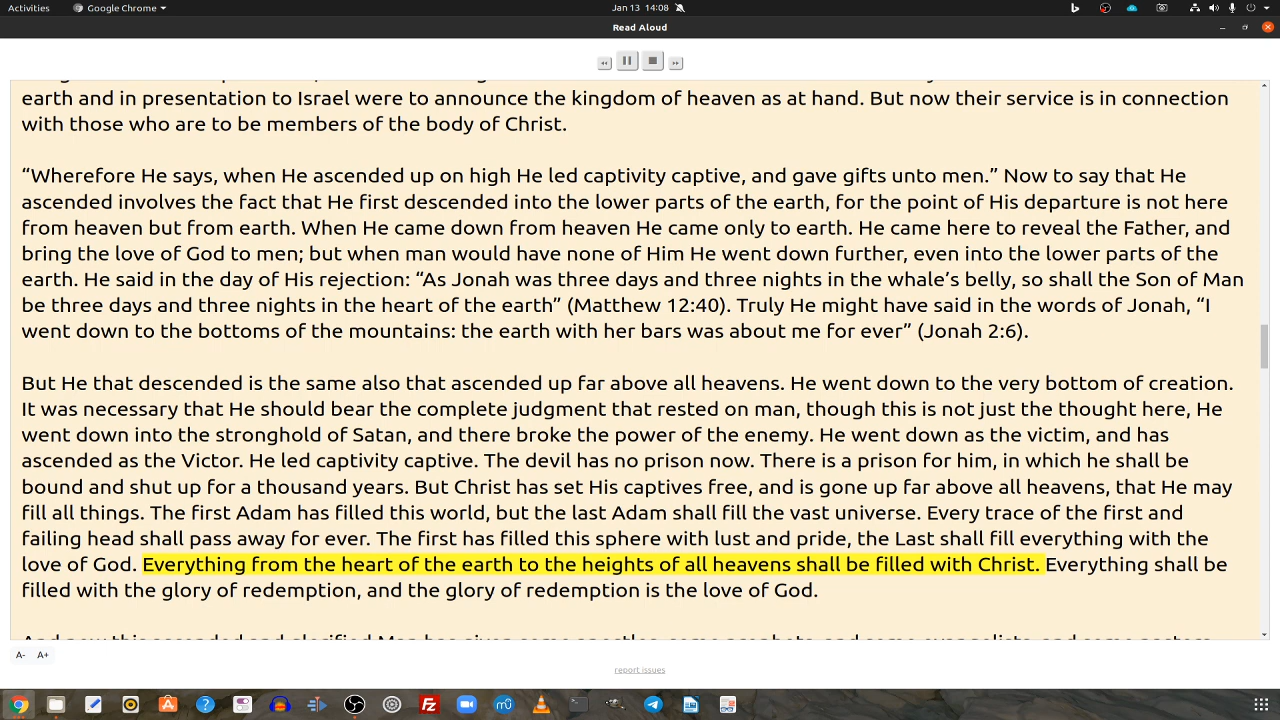 Activities
Google Chrome
Jan 13 14:08
Read Aloud
earth and in presentation to Israel were to announce the kingdom of heaven as at hand. But now their service is in connection
with those who are to be members of the body of Christ.
“Wherefore He says, when He ascended up on high He led captivity captive, and gave gifts unto men.” Now to say that He
ascended involves the fact that He first descended into the lower parts of the earth, for the point of His departure is not here
from heaven but from earth. When He came down from heaven He came only to earth. He came here to reveal the Father, and
bring the love of God to men; but when man would have none of Him He went down further, even into the lower parts of the
earth. He said in the day of His rejection: “As Jonah was three days and three nights in the whale’s belly, so shall the Son of Man
be three days and three nights in the heart of the earth” (Matthew 12:40). Truly He might have said in the words of Jonah, “I
went down to the bottoms of the mountains: the earth with her bars was about me for ever” (Jonah 2:6).
But He that descended is the same also that ascended up far above all heavens. He went down to the very bottom of creation.
It was necessary that He should bear the complete judgment that rested on man, though this is not just the thought here, He
went down into the stronghold of Satan, and there broke the power of the enemy. He went down as the victim, and has
ascended as the Victor. He led captivity captive. The devil has no prison now. There is a prison for him, in which he shall be
bound and shut up for a thousand years. But Christ has set His captives free, and is gone up far above all heavens, that He may
fill all things. The first Adam has filled this world, but the last Adam shall fill the vast universe. Every trace of the first and
failing head shall pass away for ever. The first has filled this sphere with lust and pride, the Last shall fill everything with the
love of God. Everything from the heart of the earth to the heights of all heavens shall be filled with Christ. Everything shall be
filled with the glory of redemption, and the glory of redemption is the love of God.
And now this ascended and glorified Man has given some apostles, some prophets, and some evangelists, and some pastors
A- A+
report issues